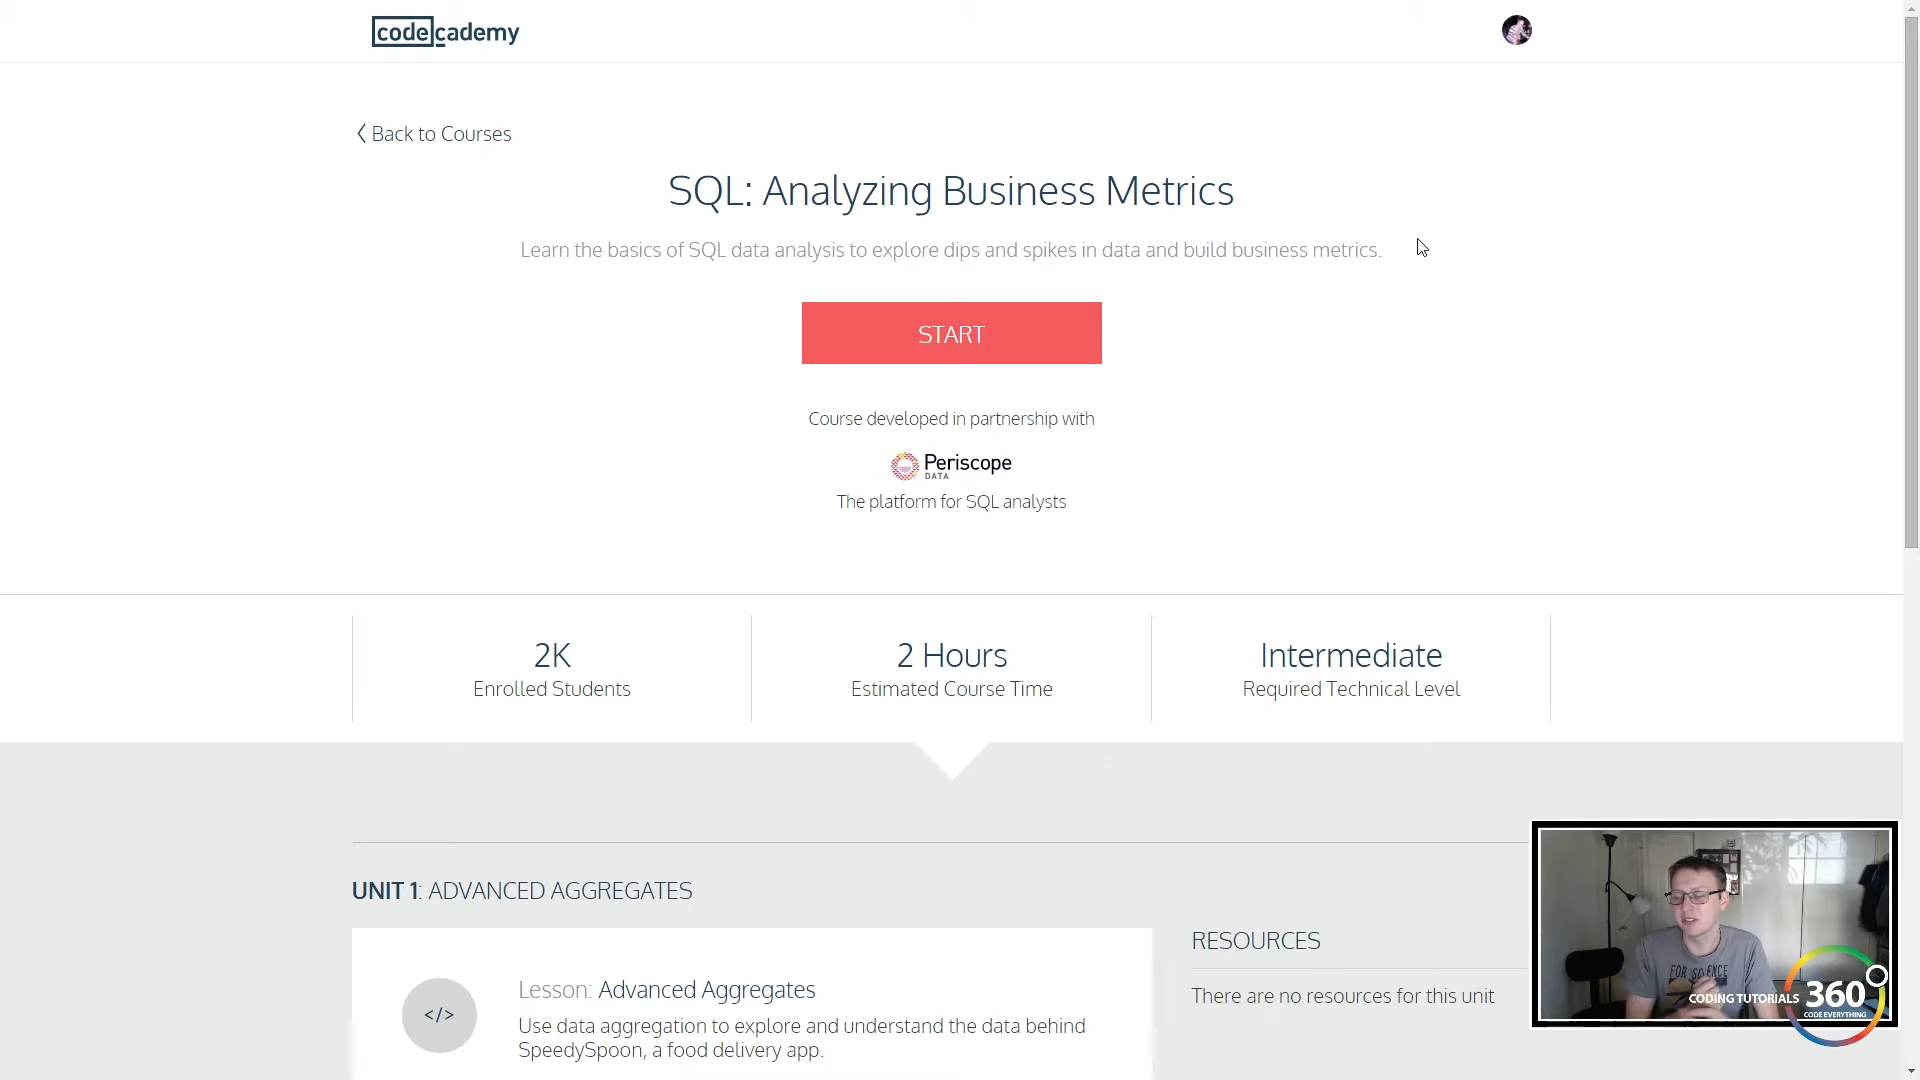 codecademy
Back to Courses
SQL: Analyzing Business Metrics
Learn the basics of SQL data analysis to explore dips and spikes in data and build business metrics.
START
Course developed in partnership with
Periscope
DATA
The platform for SQL analysts
2K
Enrolled Students
2 Hours
Estimated Course Time
Intermediate
Required Technical Level
UNIT 1: ADVANCED AGGREGATES
RESOURCES
There are no resources for this unit
</>
Lesson: Advanced Aggregates
Use data aggregation to explore and understand the data behind
SpeedySpoon, a food delivery app.
FOR SCIENCE
CODING TUTORIALS 360
CODE EVERYTHING